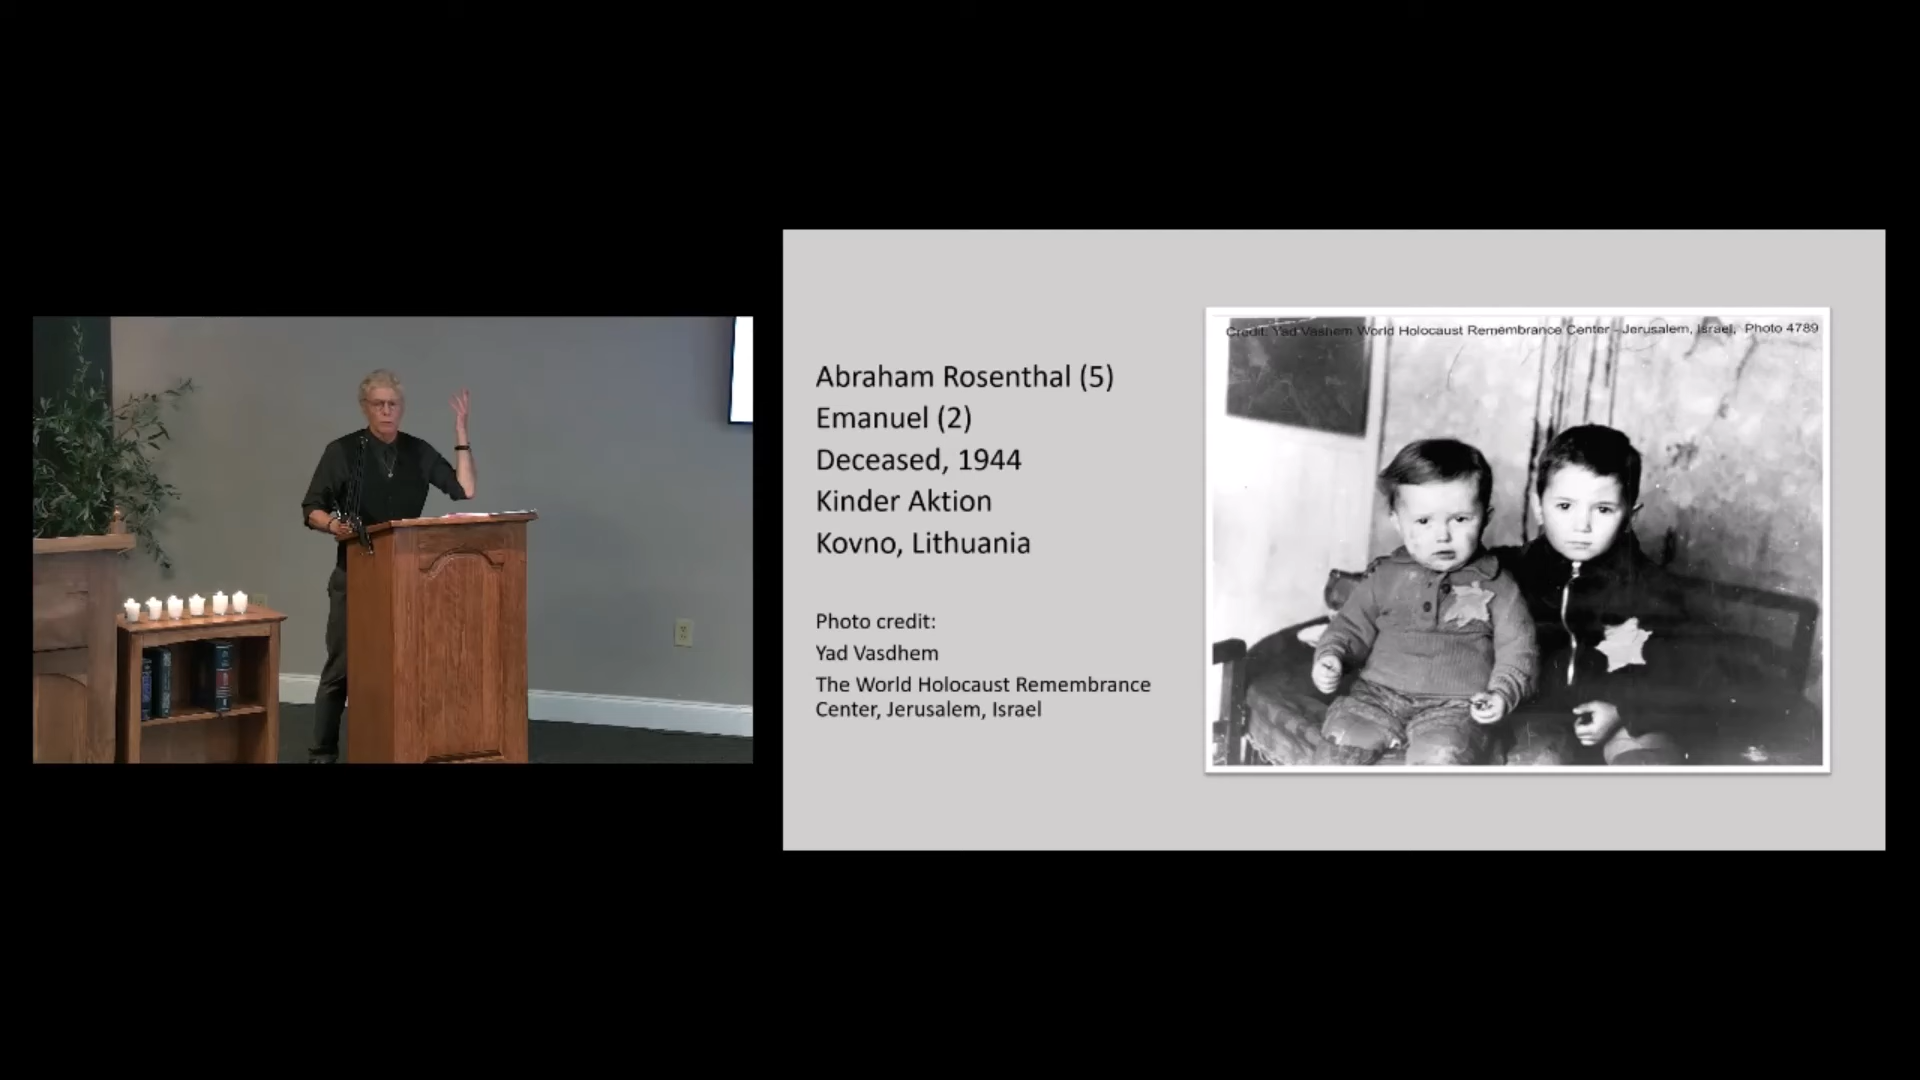 Abraham Rosenthal (5)
Emanuel (2)
Deceased, 1944
Kinder Aktion
Kovno, Lithuania
Photo credit:
Yad Vasdhem
The World Holocaust Remembrance
Center, Jerusalem, Israel
Credit: Yad Vashem World Holocaust Remembrance Center - Jerusalem, Israel, Photo 4789